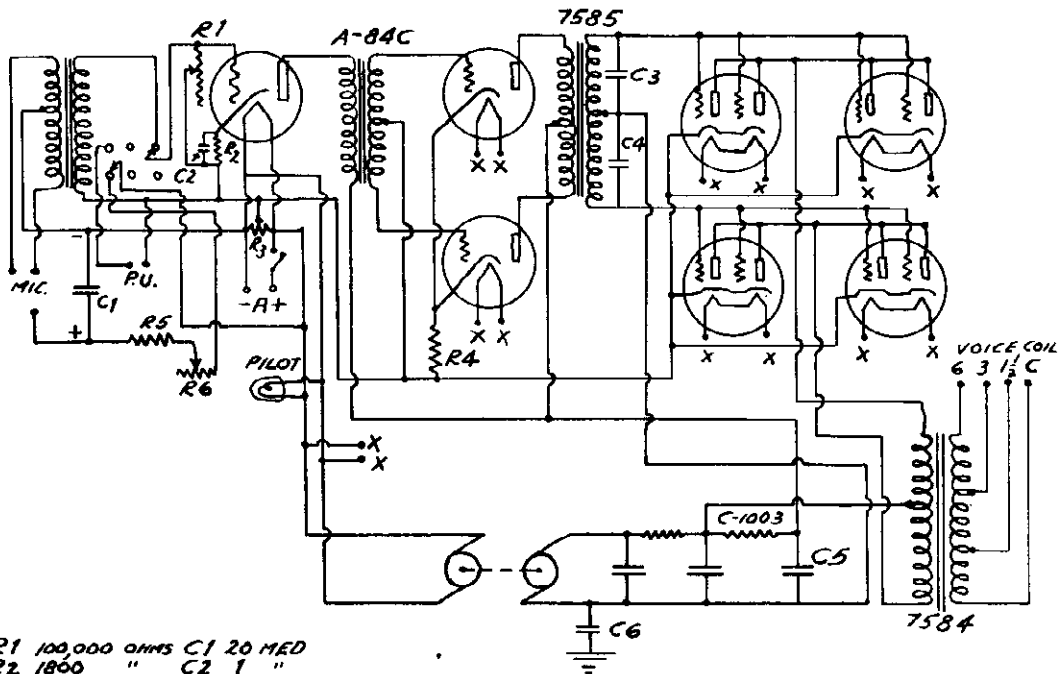 R1
A-84C
7585
C3
C4
R2
C2
R3
MIC.
P.U.
-A+
C1
-
+
R5
R6
R4
PILOT
X X
X X
X X
X X
X X
X X
X
X
VOICE COIL
6 3 1½ C
C-1003
C5
C6
7584
R1 100,000 OHMS C1 20 MED
R2 1800 " C2 1 "